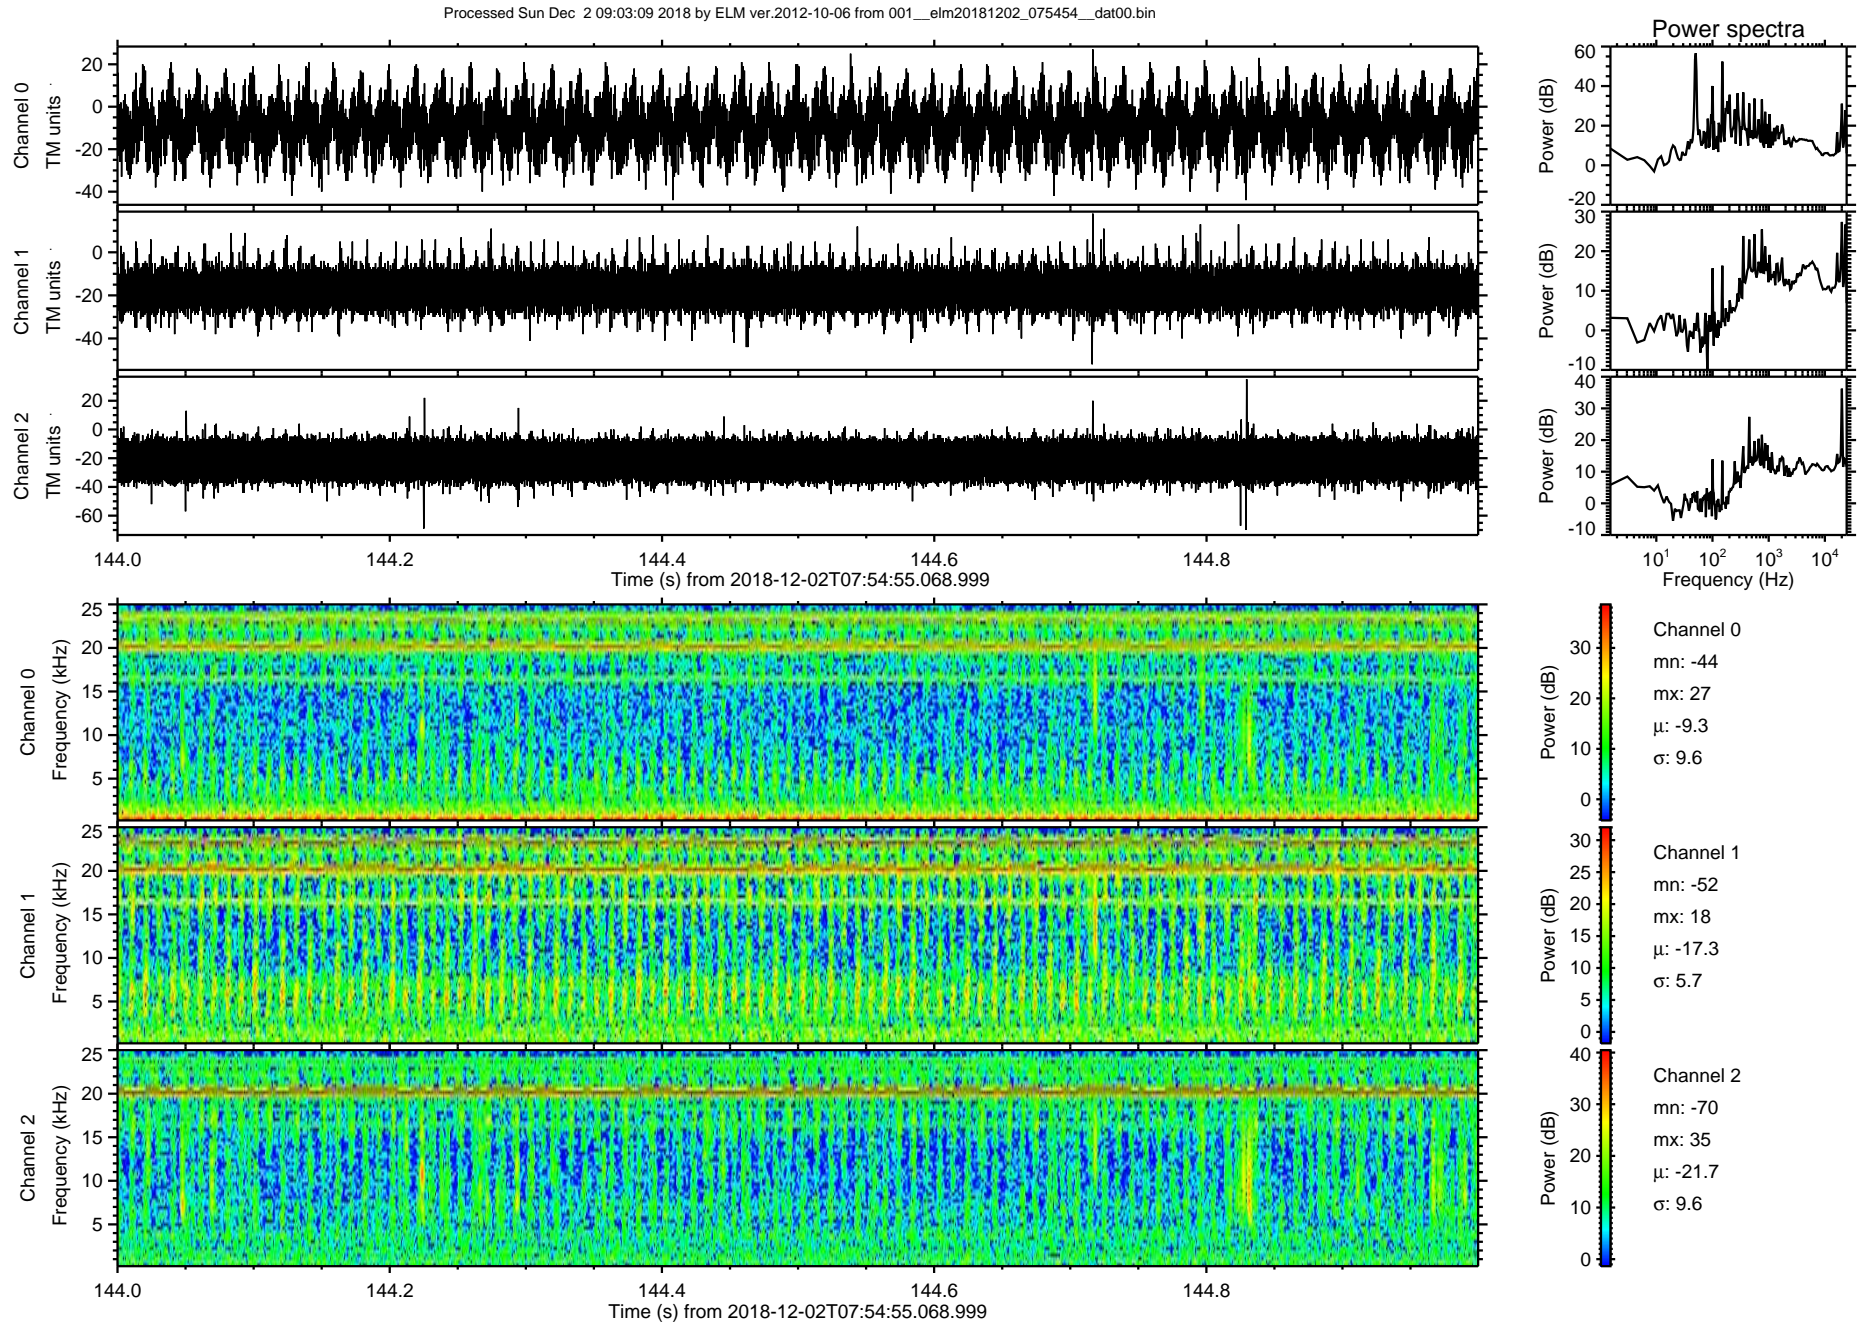 Processed Sun Dec  2 09:03:09 2018 by ELM ver.2012-10-06 from 001__elm20181202_075454__dat00.bin
Power spectra
Channel 0
TM units
20
0
-20
-40
Power (dB)
60
40
20
0
-20
Channel 1
TM units
0
-20
-40
Power (dB)
30
20
10
0
-10
Channel 2
TM units
20
0
-20
-40
-60
Power (dB)
40
30
20
10
0
-10
144.0 144.2 144.4 144.6 144.8
Time (s) from 2018-12-02T07:54:55.068.999
10^1 10^2 10^3 10^4
Frequency (Hz)
Channel 0
Frequency (kHz)
25
20
15
10
5
Power (dB)
30
20
10
0
Channel 0
mn: -44
mx: 27
μ: -9.3
σ: 9.6
Channel 1
Frequency (kHz)
25
20
15
10
5
Power (dB)
30
25
20
15
10
5
0
Channel 1
mn: -52
mx: 18
μ: -17.3
σ: 5.7
Channel 2
Frequency (kHz)
25
20
15
10
5
Power (dB)
40
30
20
10
0
Channel 2
mn: -70
mx: 35
μ: -21.7
σ: 9.6
144.0 144.2 144.4 144.6 144.8
Time (s) from 2018-12-02T07:54:55.068.999